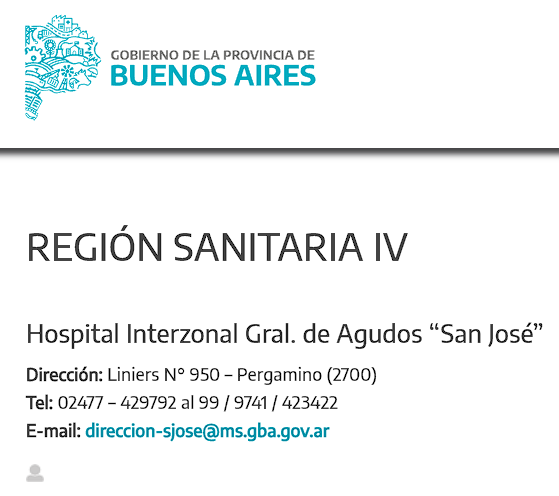 GOBIERNO DE LA PROVINCIA DE
BUENOS AIRES
REGIÓN SANITARIA IV
Hospital Interzonal Gral. de Agudos “San José”
Dirección: Liniers N° 950 – Pergamino (2700)
Tel: 02477 – 429792 al 99 / 9741 / 423422
E-mail: direccion-sjose@ms.gba.gov.ar